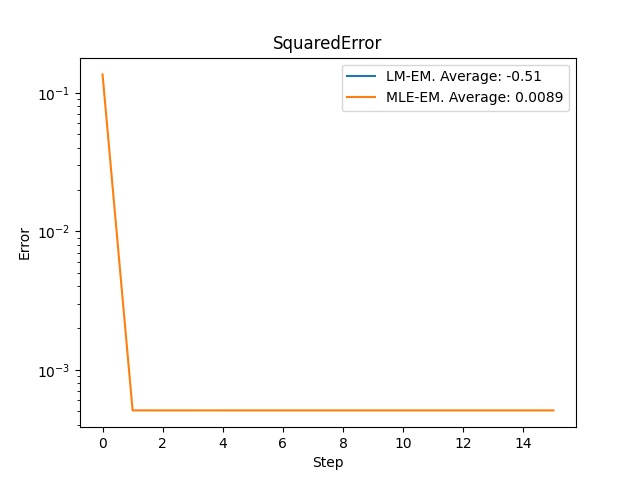 SquaredError
LM-EM. Average: -0.51
MLE-EM. Average: 0.0089
10⁻¹
10⁻²
10⁻³
Error
0 2 4 6 8 10 12 14
Step